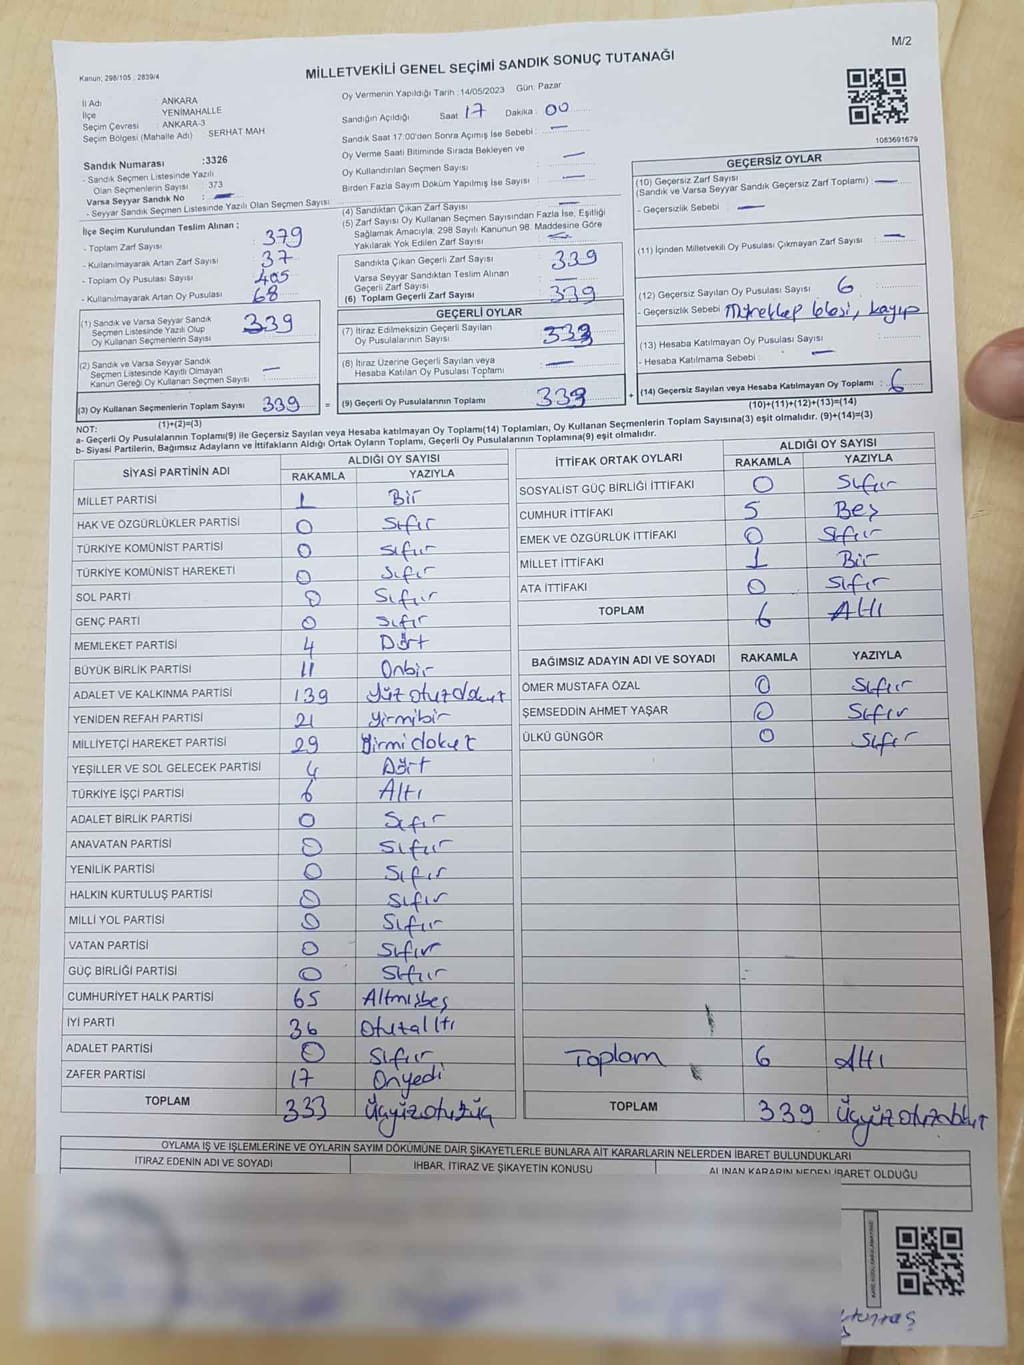 M/2
Kanun; 298/105 , 2839/4
MİLLETVEKİLİ GENEL SEÇİMİ SANDIK SONUÇ TUTANAĞI
İl Adı ANKARA
İlçe YENİMAHALLE
Seçim Çevresi ANKARA-3
Seçim Bölgesi (Mahalle Adı) SERHAT MAH
Sandık Numarası :3326
- Sandık Seçmen Listesinde Yazılı
Olan Seçmenlerin Sayısı 373
Varsa Seyyar Sandık No : —
- Seyyar Sandık Seçmen Listesinde Yazılı Olan Seçmen Sayısı
Oy Vermenin Yapıldığı Tarih :14/05/2023 Gün: Pazar
Sandığın Açıldığı Saat 17 Dakika : 00
Sandık Saat 17:00'den Sonra Açımış İse Sebebi : —
Oy Verme Saati Bitiminde Sırada Bekleyen ve
Oy Kullandırılan Seçmen Sayısı : —
Birden Fazla Sayım Döküm Yapılmış İse Sayısı : —
1083691679
İlçe Seçim Kurulundan Teslim Alınan ;
- Toplam Zarf Sayısı : 379
- Kullanılmayarak Artan Zarf Sayısı : 37
- Toplam Oy Pusulası Sayısı : 405
- Kullanılmayarak Artan Oy Pusulası : 68
(1) Sandık ve Varsa Seyyar Sandık
Seçmen Listesinde Yazılı Olup
Oy Kullanan Seçmenlerin Sayısı 339
(2) Sandık ve Varsa Seyyar Sandık
Seçmen Listesinde Kayıtlı Olmayan
Kanun Gereği Oy Kullanan Seçmen Sayısı : —
(3) Oy Kullanan Seçmenlerin Toplam Sayısı 339 =
(1)+(2)=(3)
(4) Sandıktan Çıkan Zarf Sayısı : —
(5) Zarf Sayısı Oy Kullanan Seçmen Sayısından Fazla İse, Eşitliği
Sağlamak Amacıyla; 298 Sayılı Kanunun 98. Maddesine Göre
Yakılarak Yok Edilen Zarf Sayısı : —
Sandıkta Çıkan Geçerli Zarf Sayısı : 339
Varsa Seyyar Sandıktan Teslim Alınan
Geçerli Zarf Sayısı : —
(6) Toplam Geçerli Zarf Sayısı : 339
GEÇERLİ OYLAR
(7) İtiraz Edilmeksizin Geçerli Sayılan
Oy Pusulalarının Sayısı : 333
(8) İtiraz Üzerine Geçerli Sayılan veya
Hesaba Katılan Oy Pusulası Toplamı : —
(9) Geçerli Oy Pusulalarının Toplamı : 333 +
GEÇERSİZ OYLAR
(10) Geçersiz Zarf Sayısı
(Sandık ve Varsa Seyyar Sandık Geçersiz Zarf Toplamı) : —
- Geçersizlik Sebebi : —
(11) İçinden Milletvekili Oy Pusulası Çıkmayan Zarf Sayısı : —
(12) Geçersiz Sayılan Oy Pusulası Sayısı : 6
- Geçersizlik Sebebi : Mürekkep lekesi, kayıp
(13) Hesaba Katılmayan Oy Pusulası Sayısı :
- Hesaba Katılmama Sebebi : —
(14) Geçersiz Sayılan veya Hesaba Katılmayan Oy Toplamı : 6
(10)+(11)+(12)+(13)=(14)
NOT:
a- Geçerli Oy Pusulalarının Toplamı(9) ile Geçersiz Sayılan veya Hesaba Katılmayan Oy Toplamı(14) Toplamları, Oy Kullanan Seçmenlerin Toplam Sayısına(3) eşit olmalıdır. (9)+(14)=(3)
b- Siyasi Partilerin, Bağımsız Adayların ve İttifakların Aldığı Ortak Oyların Toplamı, Geçerli Oy Pusulalarının Toplamına(9) eşit olmalıdır.
SİYASİ PARTİNİN ADI ALDIĞI OY SAYISI
RAKAMLA YAZIYLA
MİLLET PARTİSİ 1 Bir
HAK VE ÖZGÜRLÜKLER PARTİSİ 0 Sıfır
TÜRKİYE KOMÜNİST PARTİSİ 0 Sıfır
TÜRKİYE KOMÜNİST HAREKETİ 0 Sıfır
SOL PARTİ 0 Sıfır
GENÇ PARTİ 0 Sıfır
MEMLEKET PARTİSİ 4 Dört
BÜYÜK BİRLİK PARTİSİ 11 Onbir
ADALET VE KALKINMA PARTİSİ 139 Yüzotuzdokuz
YENİDEN REFAH PARTİSİ 21 Yirmibir
MİLLİYETÇİ HAREKET PARTİSİ 29 Yirmidokuz
YEŞİLLER VE SOL GELECEK PARTİSİ 4 Dört
TÜRKİYE İŞÇİ PARTİSİ 6 Altı
ADALET BİRLİK PARTİSİ 0 Sıfır
ANAVATAN PARTİSİ 0 Sıfır
YENİLİK PARTİSİ 0 Sıfır
HALKIN KURTULUŞ PARTİSİ 0 Sıfır
MİLLİ YOL PARTİSİ 0 Sıfır
VATAN PARTİSİ 0 Sıfır
GÜÇ BİRLİĞİ PARTİSİ 0 Sıfır
CUMHURİYET HALK PARTİSİ 65 Altmışbeş
İYİ PARTİ 36 Otuzaltı
ADALET PARTİSİ 0 Sıfır
ZAFER PARTİSİ 17 Onyedi
TOPLAM 333 Üçyüzotuzüç
İTTİFAK ORTAK OYLARI ALDIĞI OY SAYISI
RAKAMLA YAZIYLA
SOSYALİST GÜÇ BİRLİĞİ İTTİFAKI 0 Sıfır
CUMHUR İTTİFAKI 5 Beş
EMEK VE ÖZGÜRLÜK İTTİFAKI 0 Sıfır
MİLLET İTTİFAKI 1 Bir
ATA İTTİFAKI 0 Sıfır
TOPLAM 6 Altı
BAĞIMSIZ ADAYIN ADI VE SOYADI RAKAMLA YAZIYLA
ÖMER MUSTAFA ÖZAL 0 Sıfır
ŞEMSEDDİN AHMET YAŞAR 0 Sıfır
ÜLKÜ GÜNGÖR 0 Sıfır
Toplam 6 Altı
TOPLAM 339 Üçyüzotuzdokuz
OYLAMA İŞ VE İŞLEMLERİNE VE OYLARIN SAYIM DÖKÜMÜNE DAİR ŞİKAYETLERLE BUNLARA AİT KARARLARIN NELERDEN İBARET BULUNDUKLARI
İTİRAZ EDENİN ADI VE SOYADI İHBAR, İTİRAZ VE ŞİKAYETİN KONUSU ALINAN KARARIN NEDEN İBARET OLDUĞU